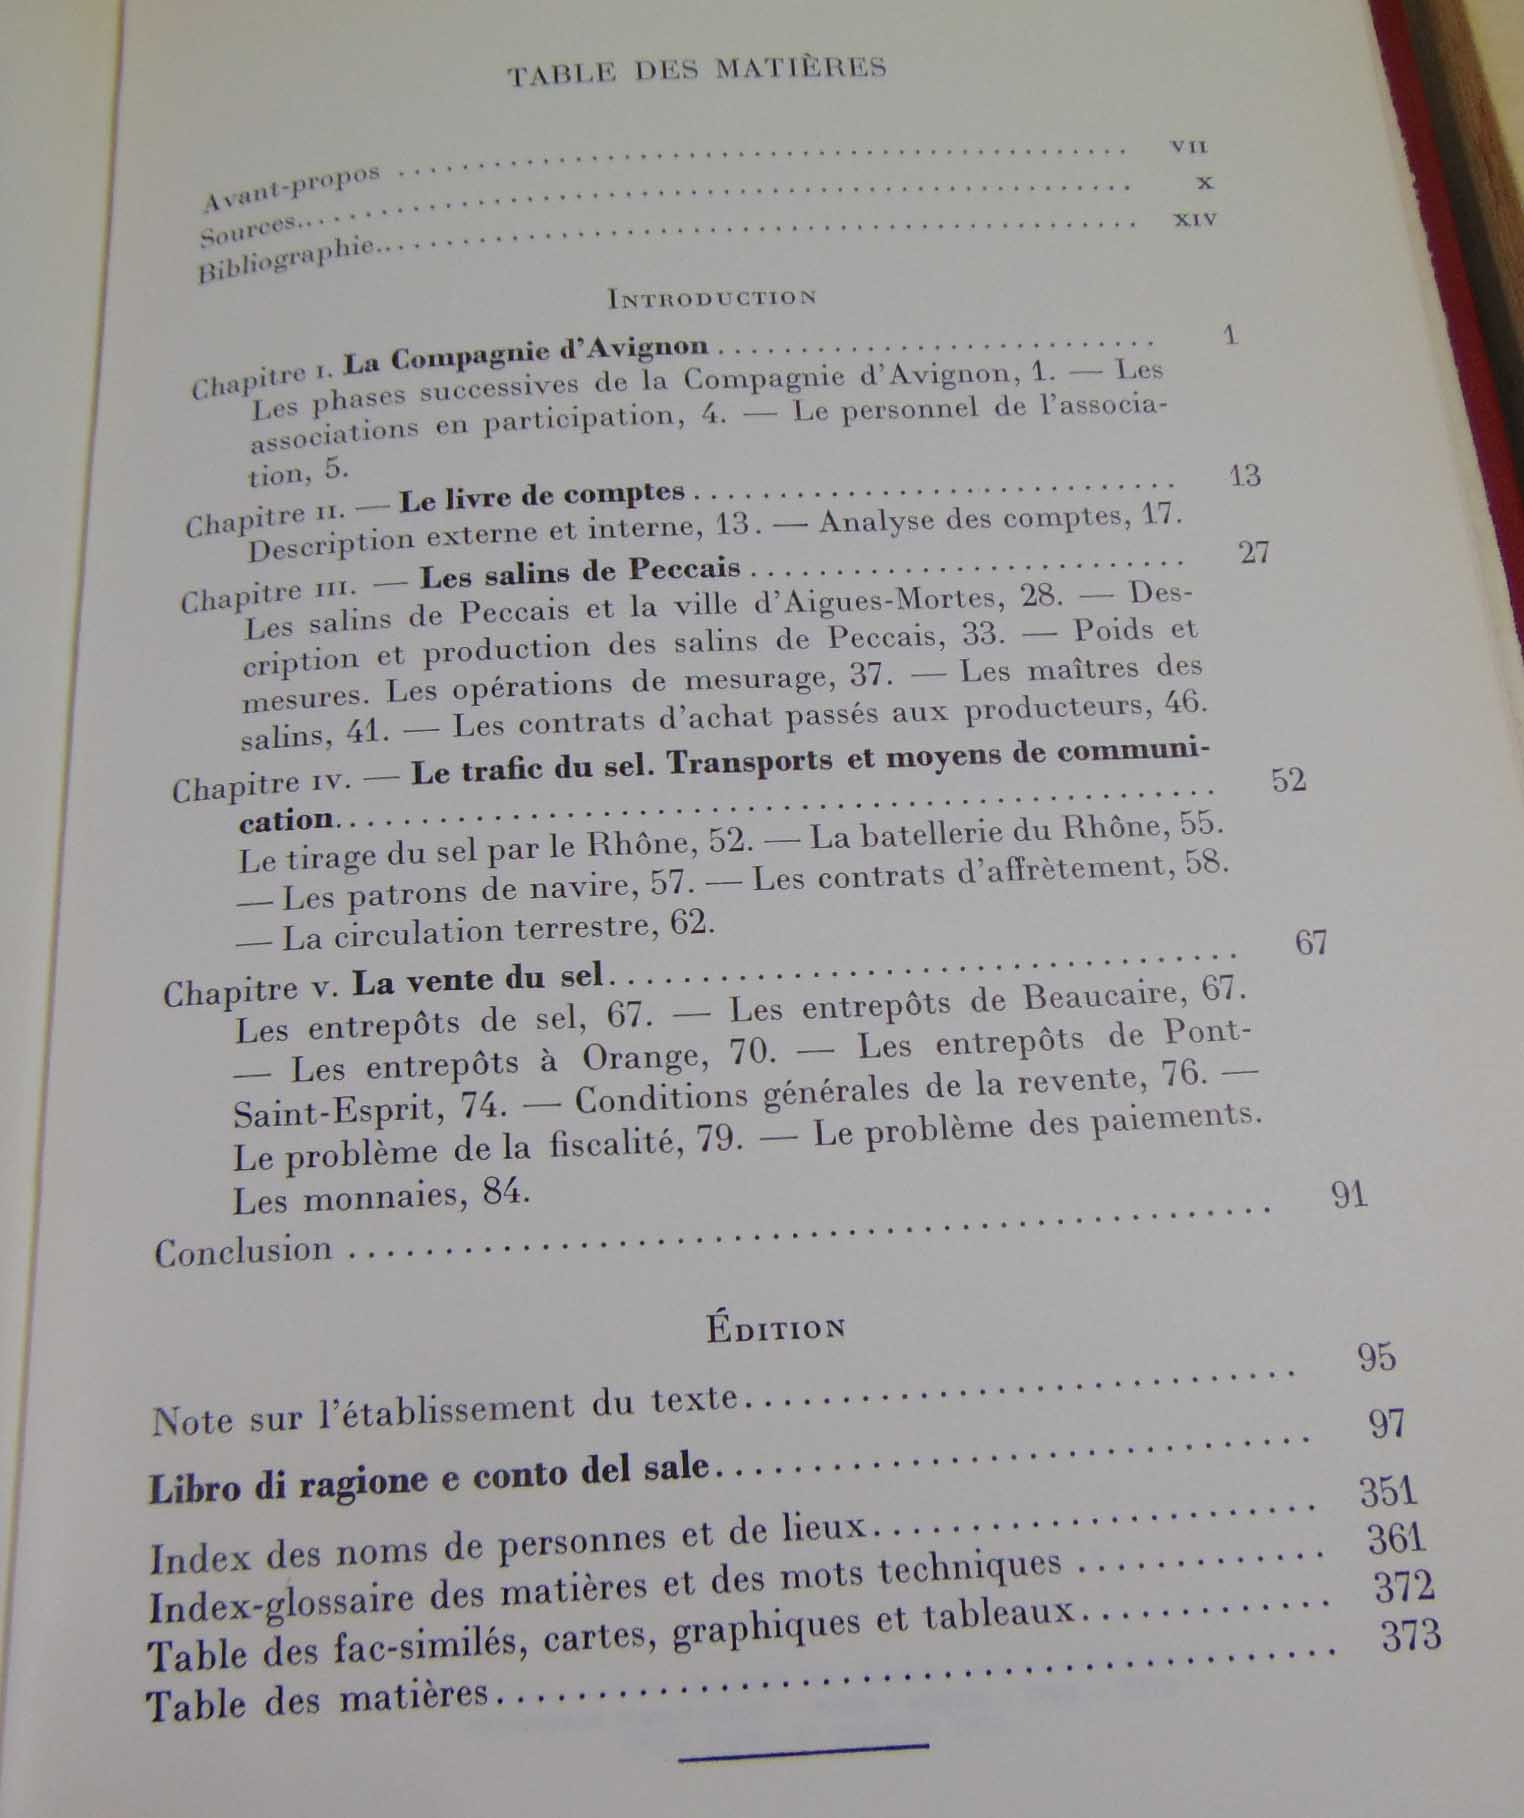 TABLE DES MATIÈRES
Avant-propos ........................................ VII
Sources........................................ X
Bibliographie........................................ XIV
INTRODUCTION
Chapitre I. La Compagnie d'Avignon............................ 1
Les phases successives de la Compagnie d'Avignon, 1. — Les
associations en participation, 4. — Le personnel de l'associa-
tion, 5.
Chapitre II. — Le livre de comptes............................ 13
Description externe et interne, 13. — Analyse des comptes, 17.
Chapitre III. — Les salins de Peccais........................ 27
Les salins de Peccais et la ville d'Aigues-Mortes, 28. — Des-
cription et production des salins de Peccais, 33. — Poids et
mesures. Les opérations de mesurage, 37. — Les maîtres des
salins, 41. — Les contrats d'achat passés aux producteurs, 46.
Chapitre IV. — Le trafic du sel. Transports et moyens de communi-
cation........................................ 52
Le tirage du sel par le Rhône, 52. — La batellerie du Rhône, 55.
— Les patrons de navire, 57. — Les contrats d'affrètement, 58.
— La circulation terrestre, 62.
Chapitre V. La vente du sel................................ 67
Les entrepôts de sel, 67. — Les entrepôts de Beaucaire, 67.
— Les entrepôts à Orange, 70. — Les entrepôts de Pont-
Saint-Esprit, 74. — Conditions générales de la revente, 76. —
Le problème de la fiscalité, 79. — Le problème des paiements.
Les monnaies, 84.
Conclusion ........................................ 91
ÉDITION
Note sur l'établissement du texte............................ 95
Libro di ragione e conto del sale............................ 97
Index des noms de personnes et de lieux........................ 351
Index-glossaire des matières et des mots techniques ............. 361
Table des fac-similés, cartes, graphiques et tableaux............. 372
Table des matières........................................ 373